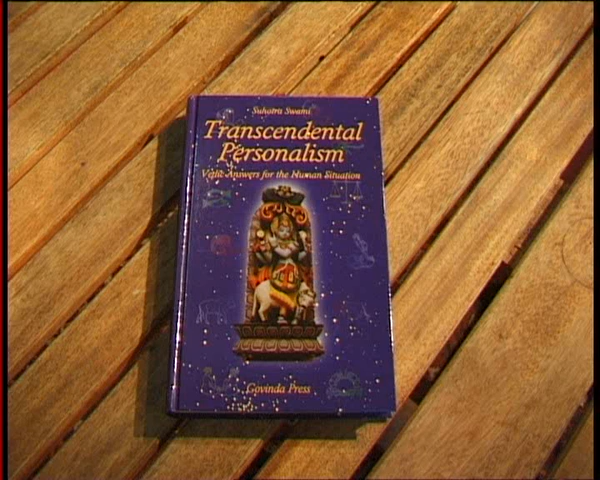 Suhotra Swami
Transcendental
Personalism
Vedic Answers for the Human Situation
Govinda Press